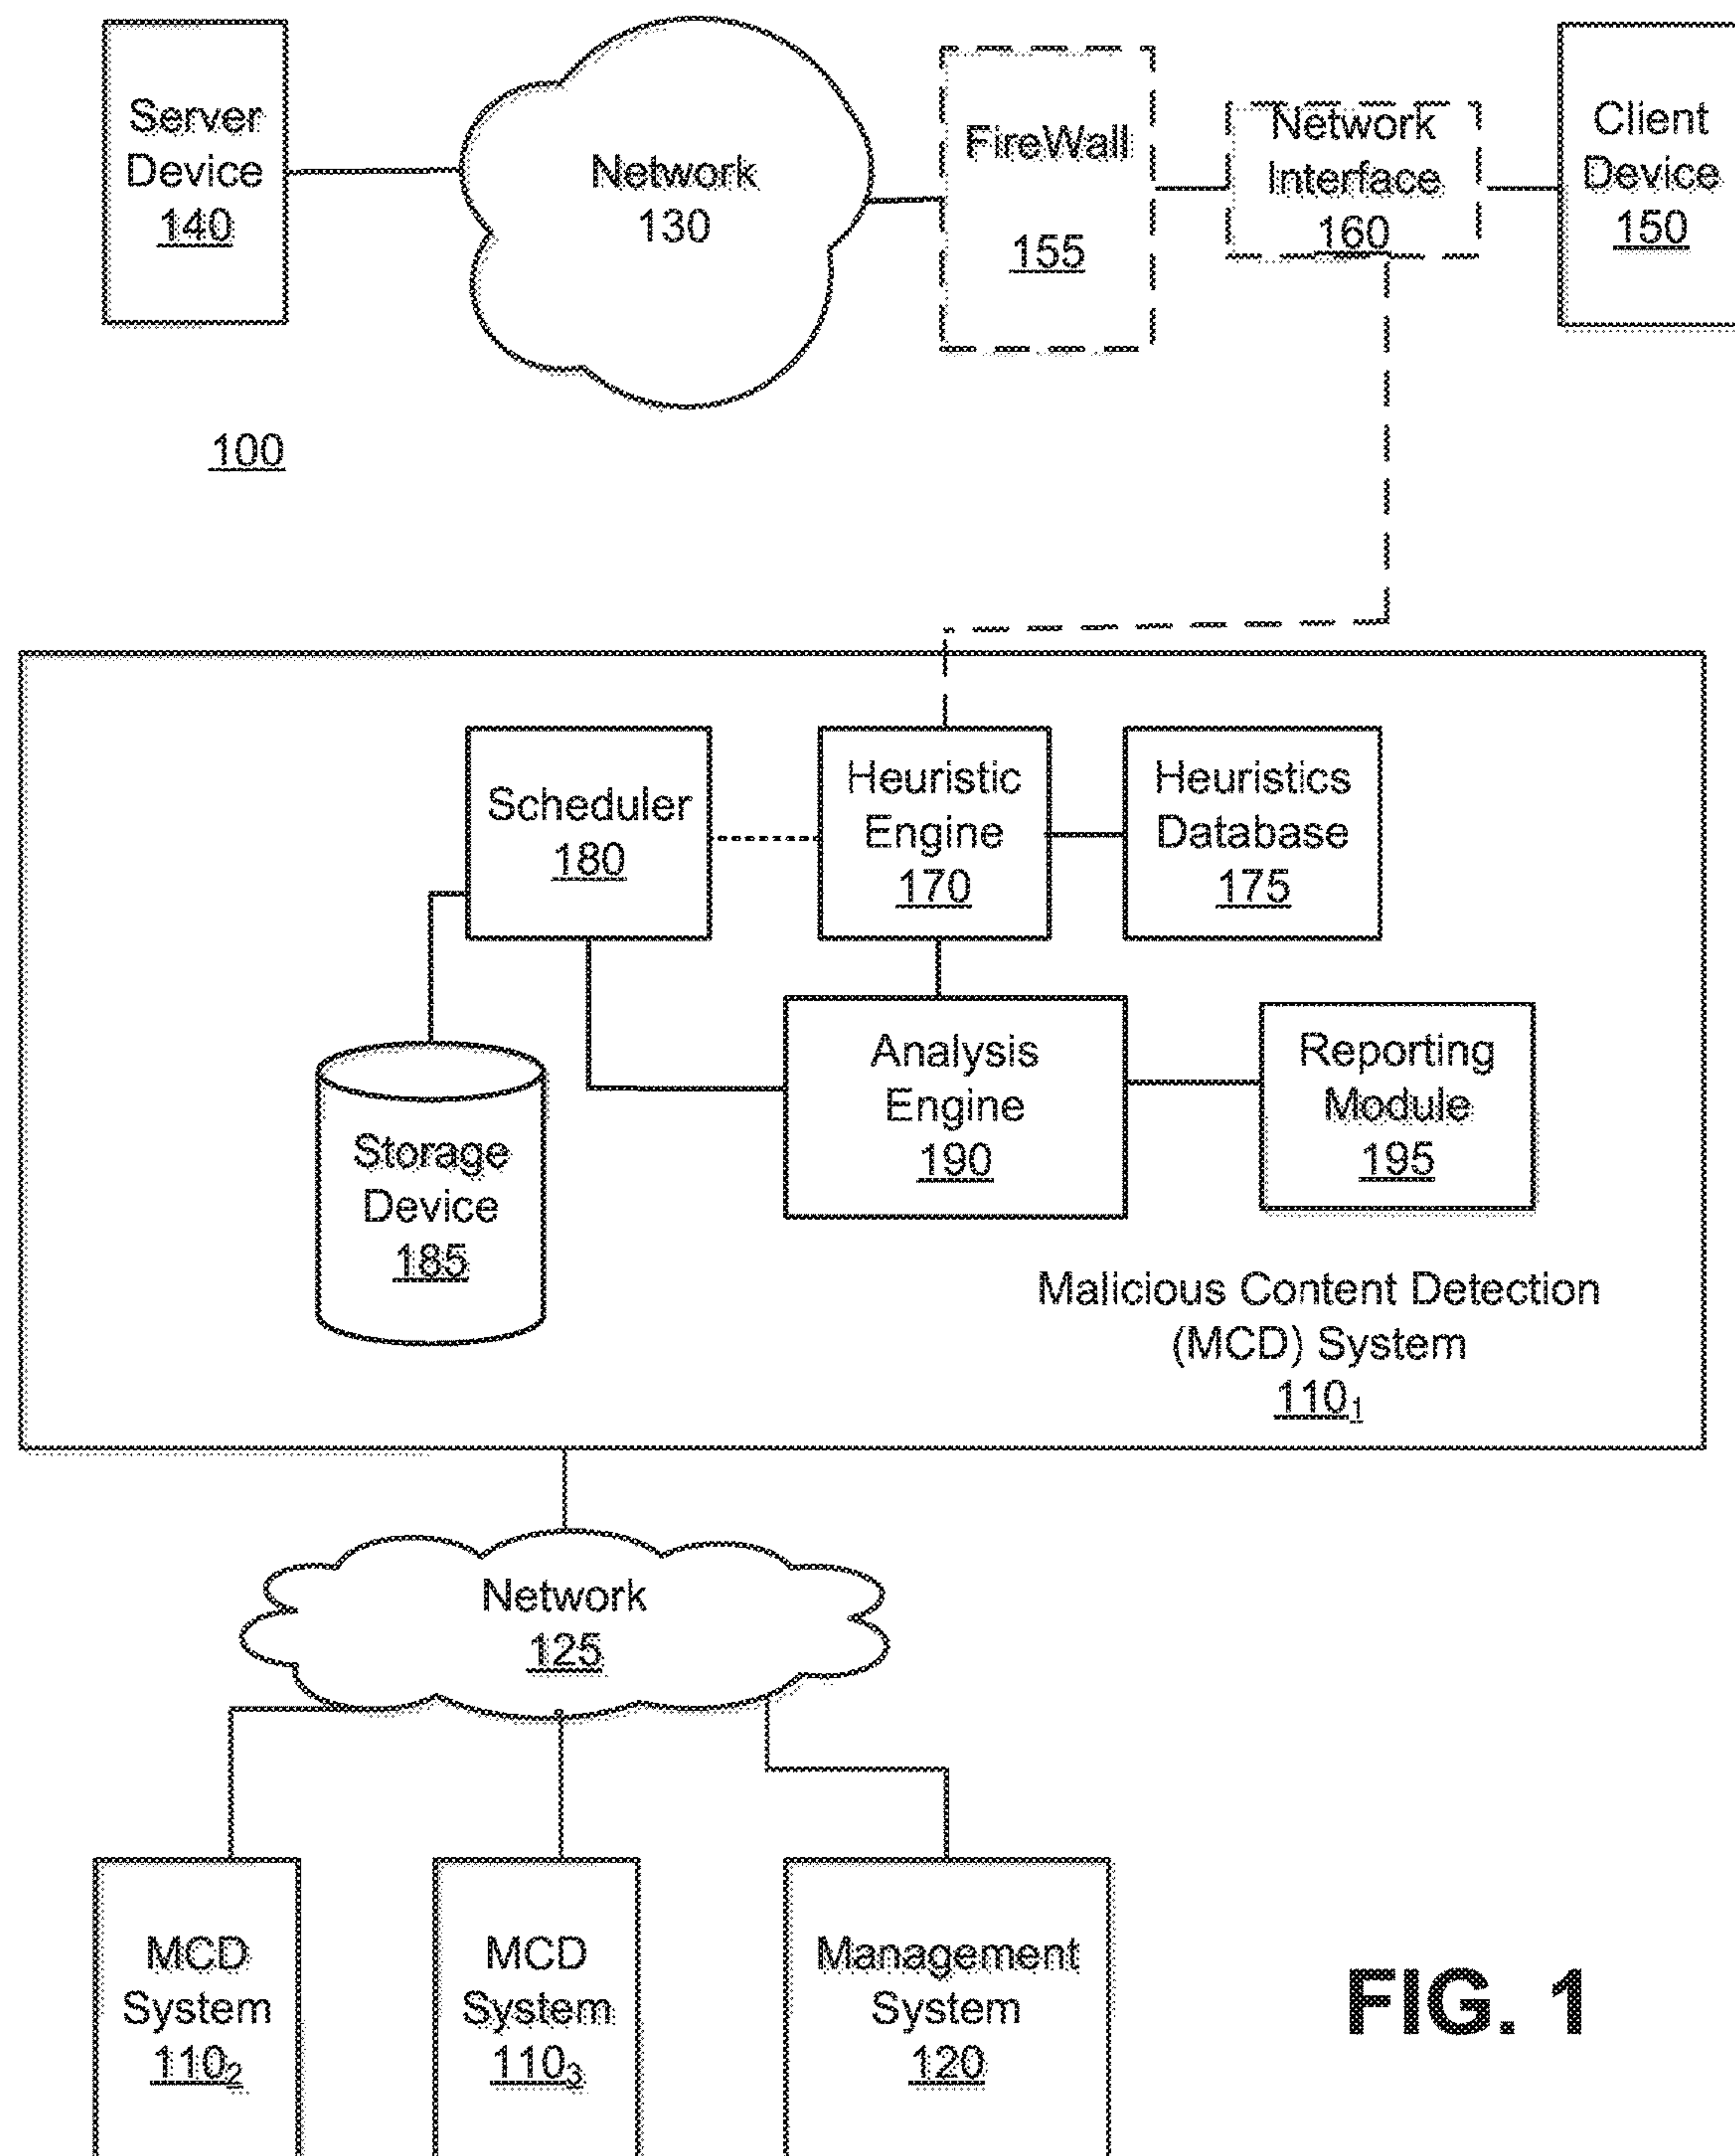 Server
Device
140
Network
130
FireWall
155
Network
Interface
160
Client
Device
150
100
Scheduler
180
Heuristic
Engine
170
Heuristics
Database
175
Storage
Device
185
Analysis
Engine
190
Reporting
Module
195
Malicious Content Detection
(MCD) System
110₁
Network
125
MCD
System
110₂
MCD
System
110₃
Management
System
120
FIG. 1